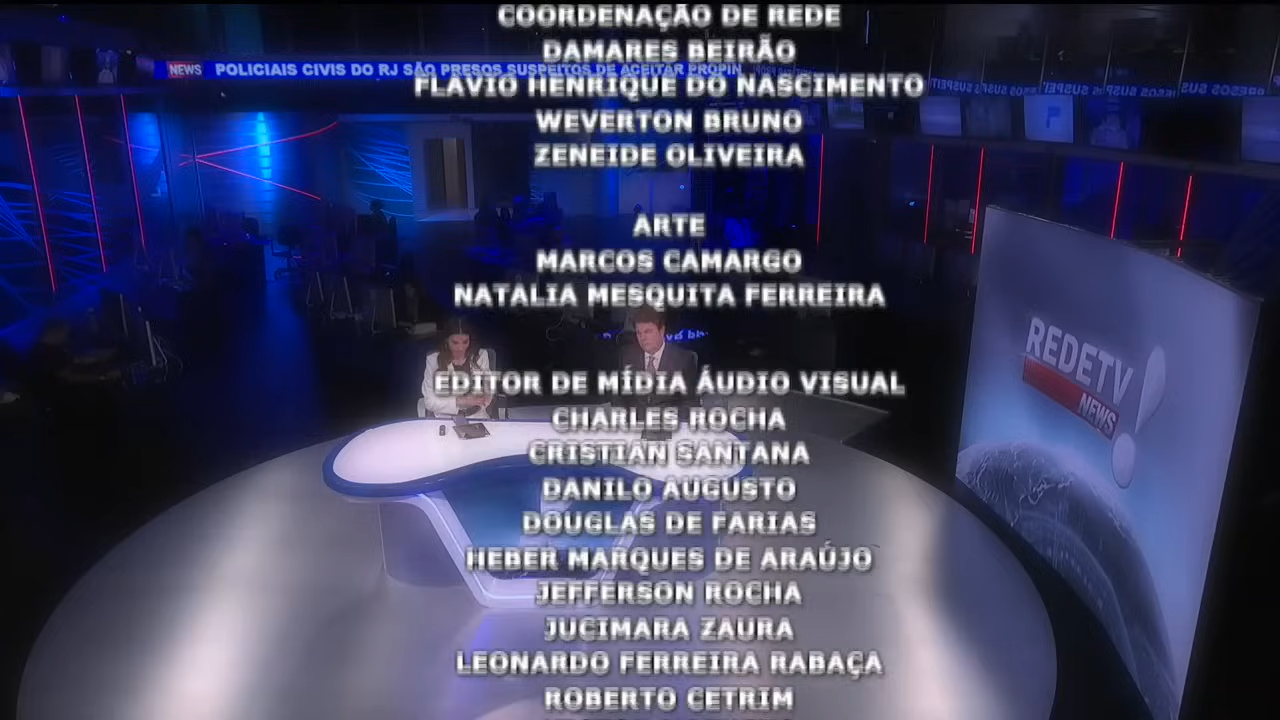 COORDENAÇÃO DE REDE
DAMARES BEIRÃO
NEWS POLICIAIS CIVIS DO RJ SÃO PRESOS SUSPEITOS DE ACEITAR PROPIN
FLAVIO HENRIQUE DO NASCIMENTO
WEVERTON BRUNO
ZENEIDE OLIVEIRA
ARTE
MARCOS CAMARGO
NATALIA MESQUITA FERREIRA
REDETV!
NEWS
EDITOR DE MÍDIA ÁUDIO VISUAL
CHARLES ROCHA
CRISTIAN SANTANA
DANILO AUGUSTO
DOUGLAS DE FARIAS
HEBER MARQUES DE ARAÚJO
JEFFERSON ROCHA
JUCIMARA ZAURA
LEONARDO FERREIRA RABAÇA
ROBERTO CETRIM